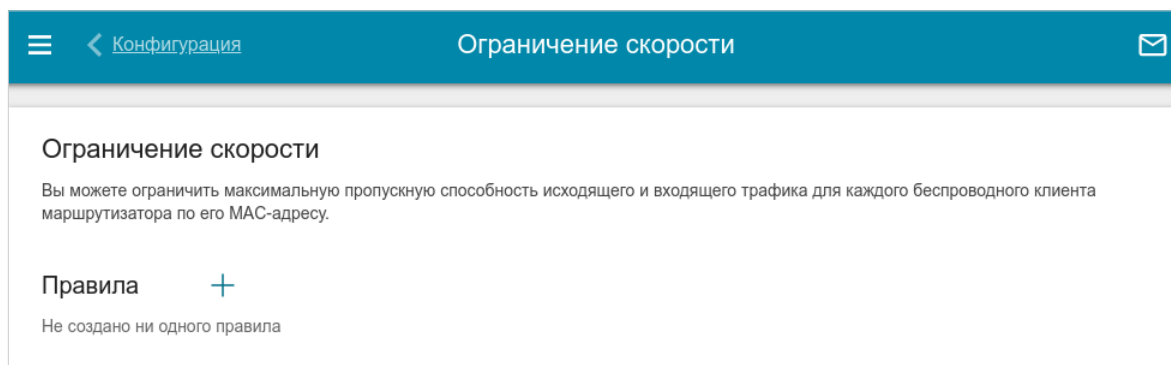 Конфигурация
Ограничение скорости
Ограничение скорости
Вы можете ограничить максимальную пропускную способность исходящего и входящего трафика для каждого беспроводного клиента
маршрутизатора по его MAC-адресу.
Правила
Не создано ни одного правила